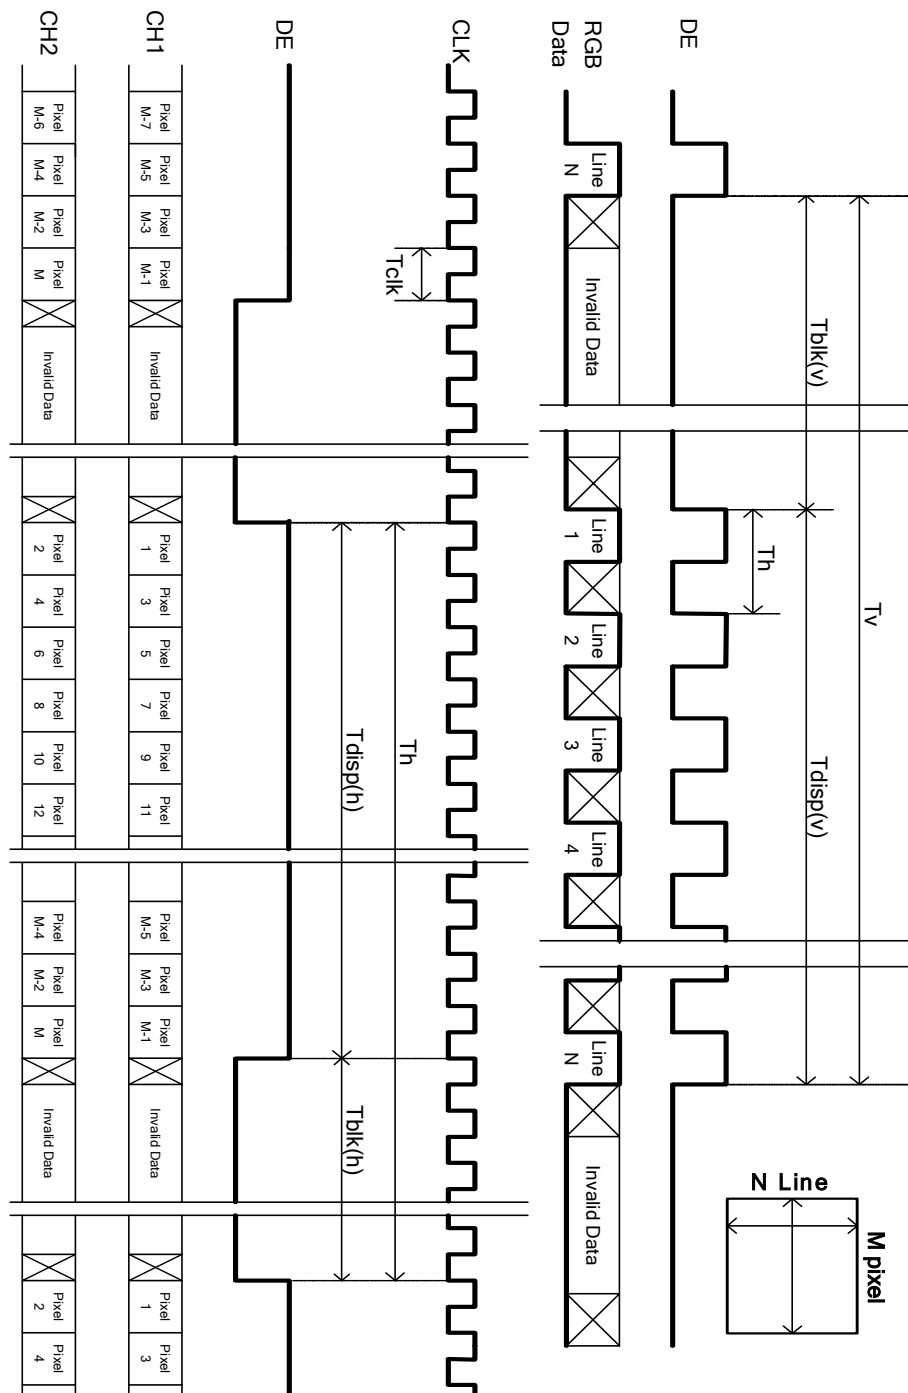 Tv
Tblk(v)
Tdisp(v)
Th
DE
RGB
Data
Line
N
Invalid Data
Line
1
Line
2
Line
3
Line
4
Line
N
Invalid Data
N Line
M pixel
CLK
Tclk
Th
Tdisp(h)
Tblk(h)
DE
CH1
Pixel
M-7
Pixel
M-5
Pixel
M-3
Pixel
M-1
Invalid Data
Pixel
1
Pixel
3
Pixel
5
Pixel
7
Pixel
9
Pixel
11
Pixel
M-5
Pixel
M-3
Pixel
M-1
Invalid Data
Pixel
1
Pixel
3
CH2
Pixel
M-6
Pixel
M-4
Pixel
M-2
Pixel
M
Invalid Data
Pixel
2
Pixel
4
Pixel
6
Pixel
8
Pixel
10
Pixel
12
Pixel
M-4
Pixel
M-2
Pixel
M
Invalid Data
Pixel
2
Pixel
4